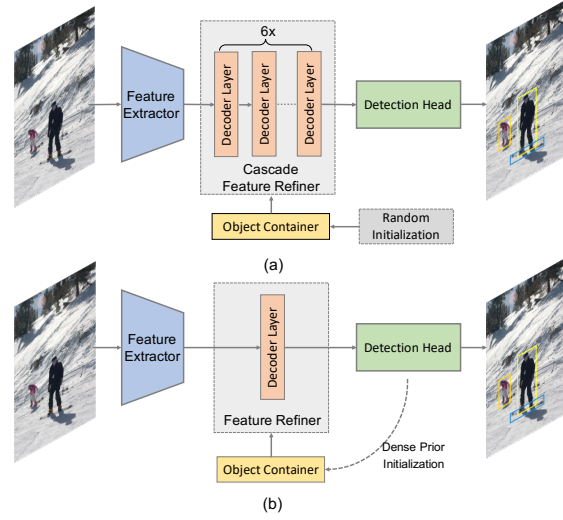 6x
Feature
Extractor
Decoder Layer
Decoder Layer
Decoder Layer
Detection Head
Cascade
Feature Refiner
Object Container
Random
Initialization
(a)
Feature
Extractor
Decoder Layer
Detection Head
Feature Refiner
Dense Prior
Initialization
Object Container
(b)